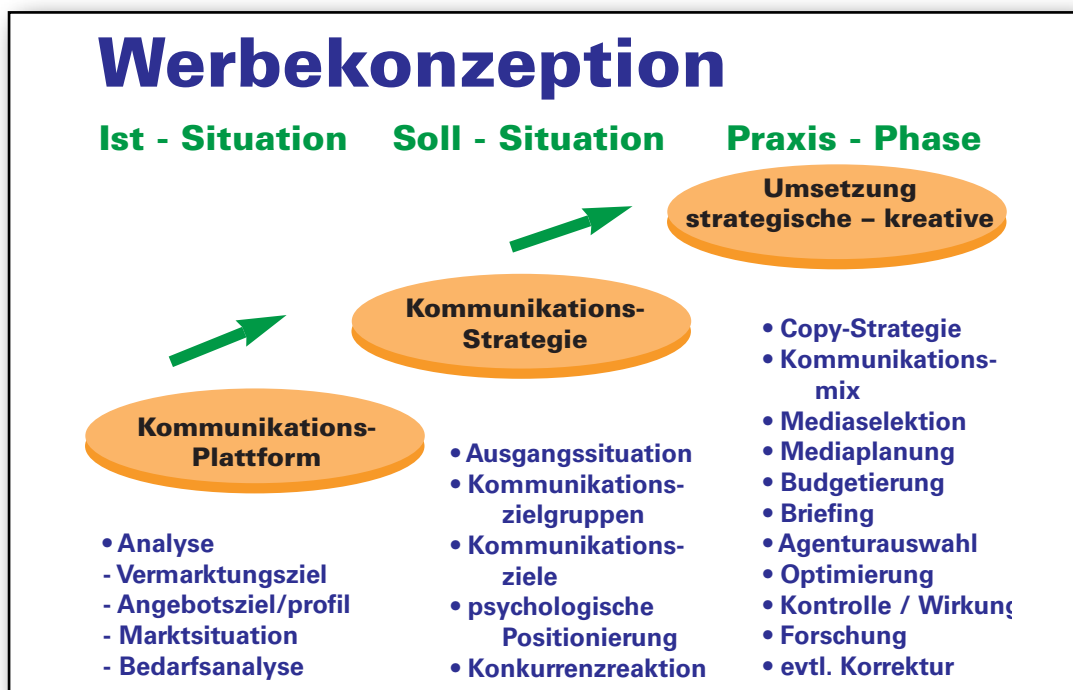 Werbekonzeption
Ist - Situation
Soll - Situation
Praxis - Phase
Kommunikations-
Plattform
• Analyse
- Vermarktungsziel
- Angebotsziel/profil
- Marktsituation
- Bedarfsanalyse
Kommunikations-
Strategie
• Ausgangssituation
• Kommunikations-
zielgruppen
• Kommunikations-
ziele
• psychologische
Positionierung
• Konkurrenzreaktion
Umsetzung
strategische – kreative
• Copy-Strategie
• Kommunikations-
mix
• Mediaselektion
• Mediaplanung
• Budgetierung
• Briefing
• Agenturauswahl
• Optimierung
• Kontrolle / Wirkung
• Forschung
• evtl. Korrektur